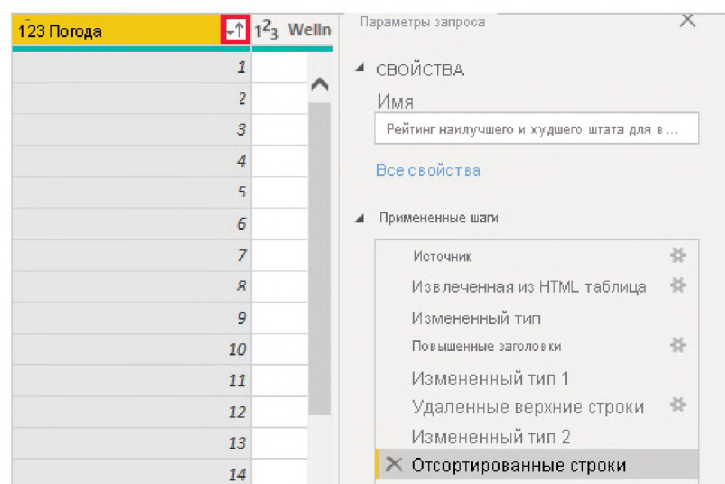 123 Погода 1²3 Welln
1
2
3
4
5
6
7
8
9
10
11
12
13
14
Параметры запроса
СВОЙСТВА
Имя
Рейтинг наилучшего и худшего штата для в...
Все свойства
Примененные шаги
Источник
Извлеченная из HTML таблица
Измененный тип
Повышенные заголовки
Измененный тип 1
Удаленные верхние строки
Измененный тип 2
Отсортированные строки